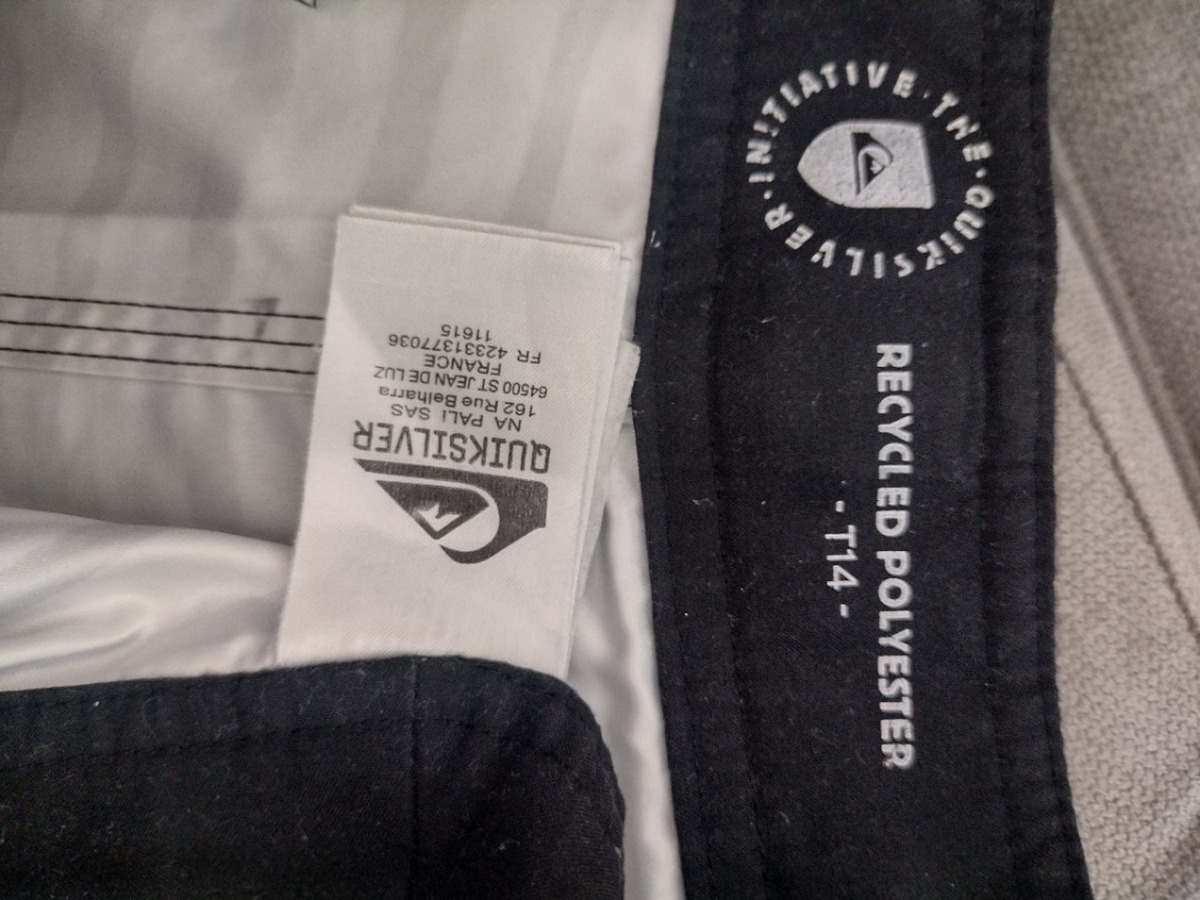 THE · QUIKSILVER · INITIATIVE ·
RECYCLED POLYESTER
- T14 -
QUIKSILVER
NA PALI SAS
162 Rue Belharra
64500 ST JEAN DE LUZ
FRANCE
FR 42331377036
11615